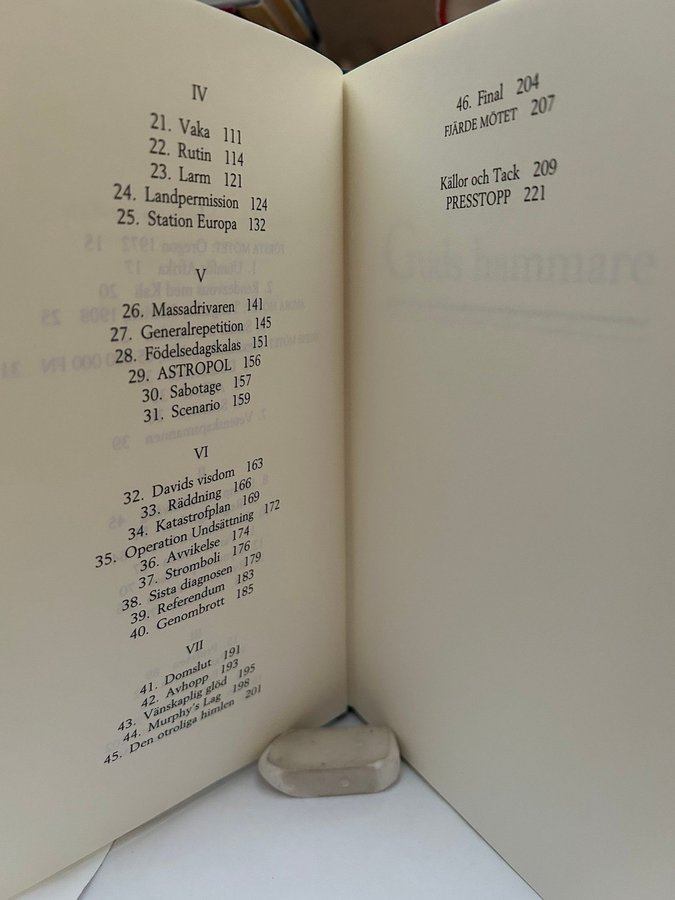 IV
21. Vaka 111
22. Rutin 114
23. Larm 121
24. Landpermission 124
25. Station Europa 132
V
26. Massadrivaren 141
27. Generalrepetition 145
28. Födelsedagskalas 151
29. ASTROPOL 156
30. Sabotage 157
31. Scenario 159
VI
32. Davids visdom 163
33. Räddning 166
34. Katastrofplan 169
35. Operation Undsättning 172
36. Avvikelse 174
37. Stromboli 176
38. Sista diagnosen 179
39. Referendum 183
40. Genombrott 185
VII
41. Domslut 191
42. Avhopp 193
43. Vänskaplig glöd 195
44. Murphy's Lag 198
45. Den otroliga himlen 201
46. Final 204
FJÄRDE MÖTET 207
Källor och Tack 209
PRESSTOPP 221
Guds hammare